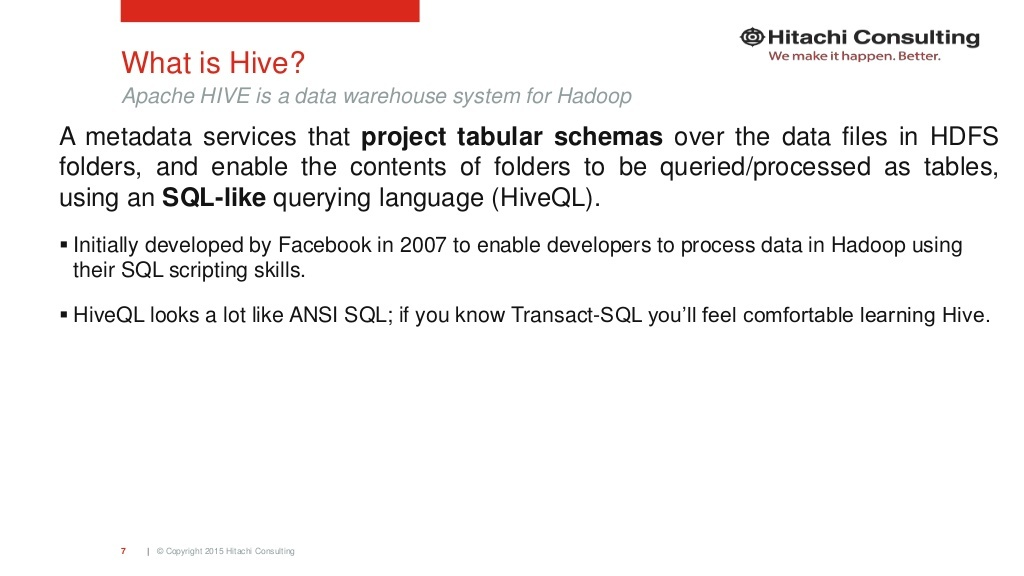 Hitachi Consulting
We make it happen. Better.
What is Hive?
Apache HIVE is a data warehouse system for Hadoop
A metadata services that project tabular schemas over the data files in HDFS
folders, and enable the contents of folders to be queried/processed as tables,
using an SQL-like querying language (HiveQL).
▪ Initially developed by Facebook in 2007 to enable developers to process data in Hadoop using
their SQL scripting skills.
▪ HiveQL looks a lot like ANSI SQL; if you know Transact-SQL you’ll feel comfortable learning Hive.
7 | © Copyright 2015 Hitachi Consulting